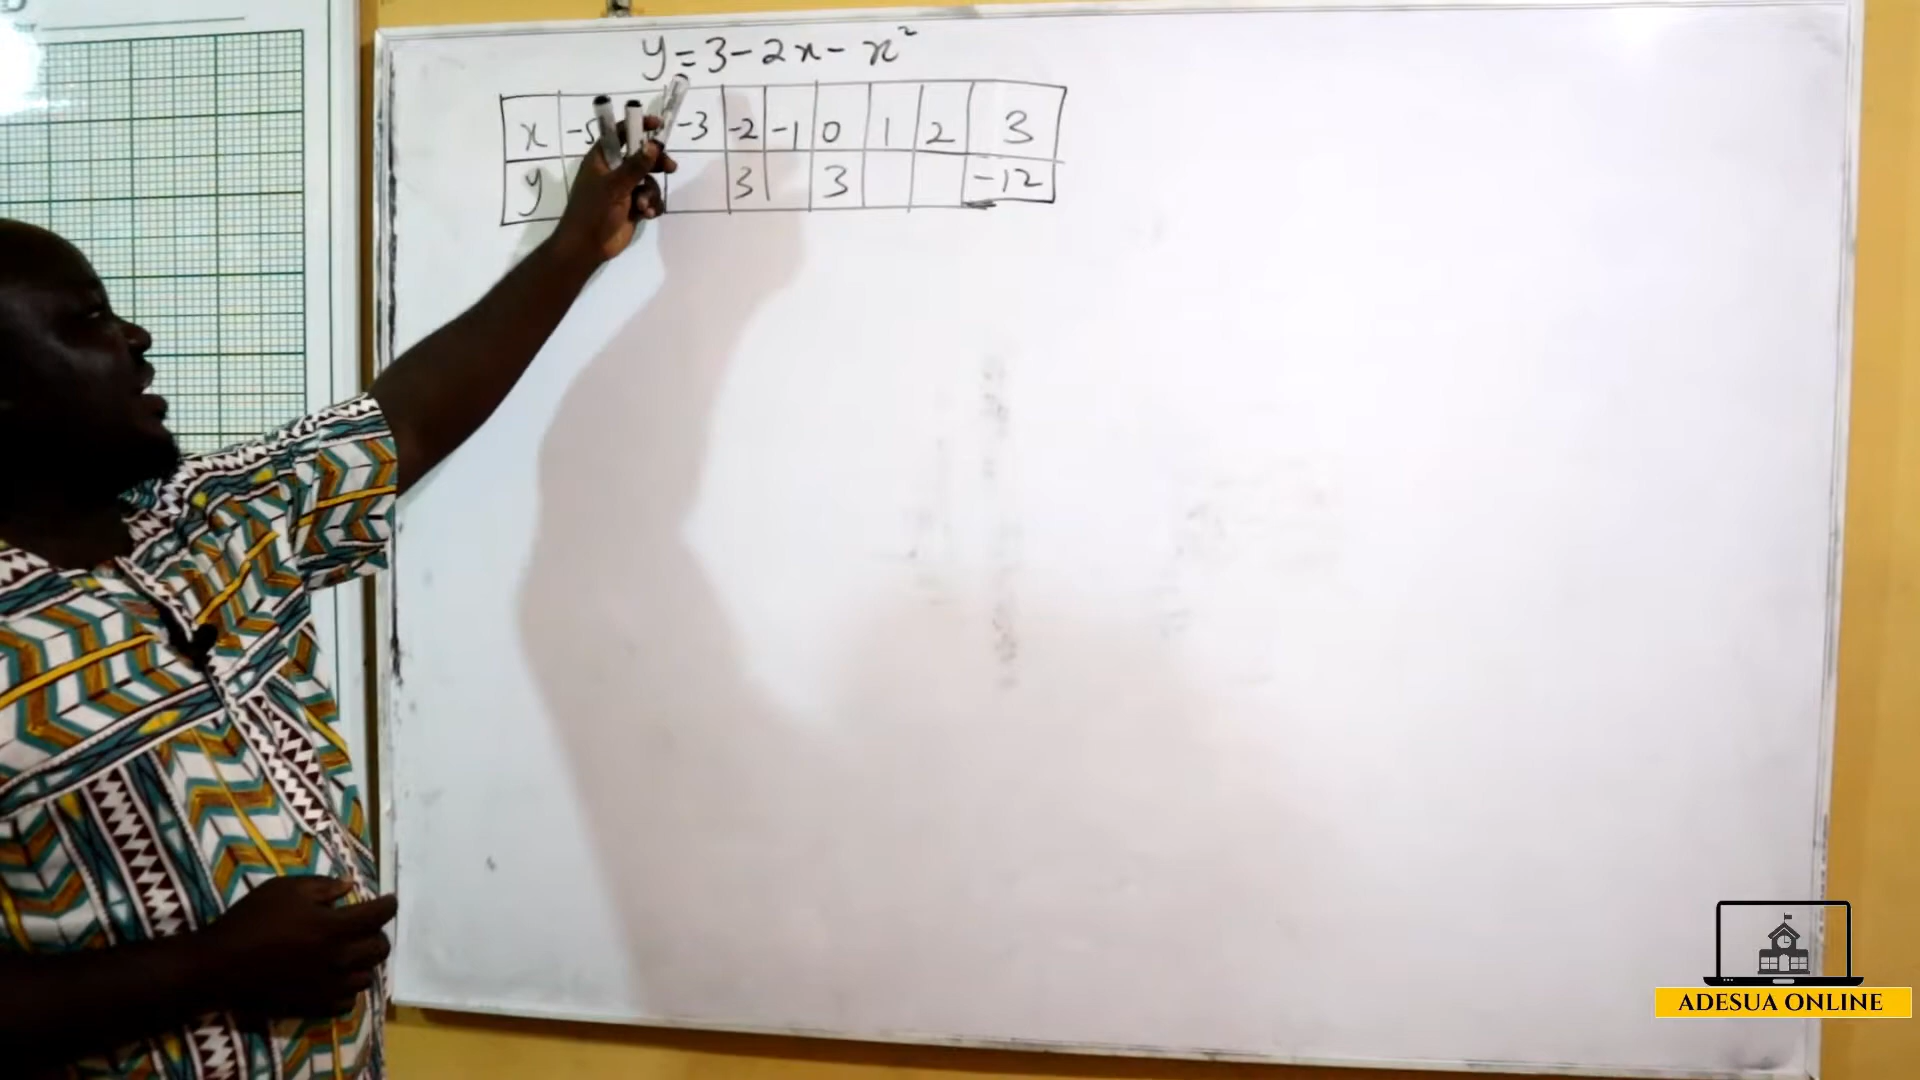 y = 3 - 2x - x²
x -5 -3 -2 -1 0 1 2 3
y 3 3 -12
ADESUA ONLINE